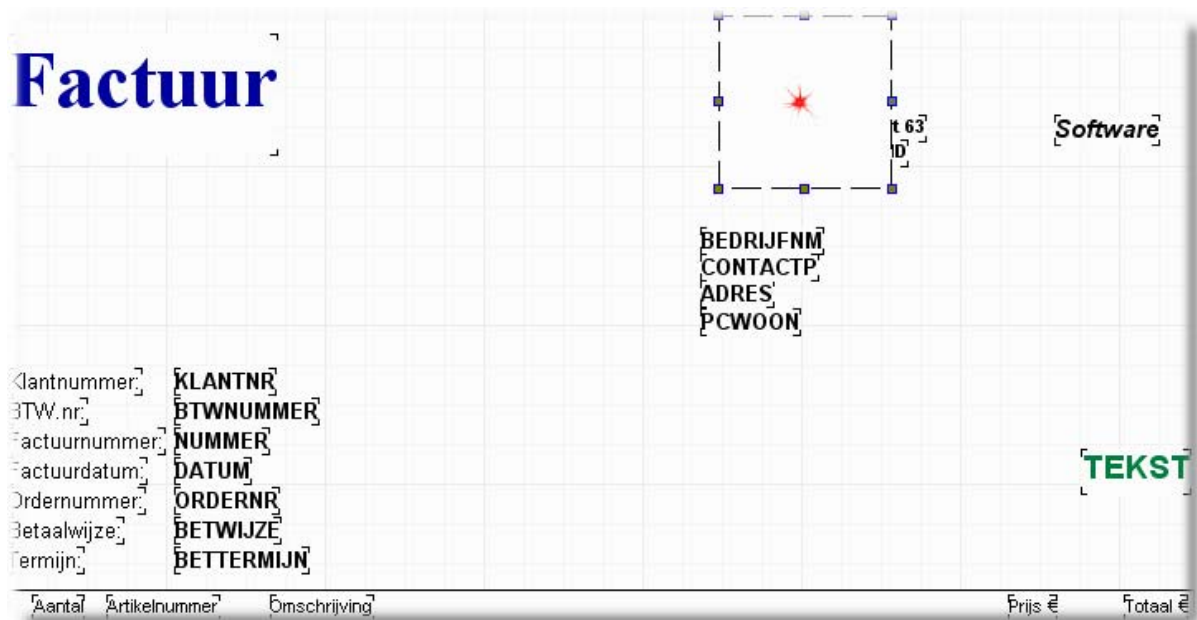 Factuur
t 63
D
Software
BEDRIJFNM
CONTACTP
ADRES
PCWOON
Klantnummer: KLANTNR
BTW.nr: BTWNUMMER
Factuurnummer: NUMMER
Factuurdatum: DATUM
TEKST
Ordernummer: ORDERNR
Betaalwijze: BETWIJZE
Termijn: BETTERMIJN
Aantal Artikelnummer Omschrijving Prijs € Totaal €